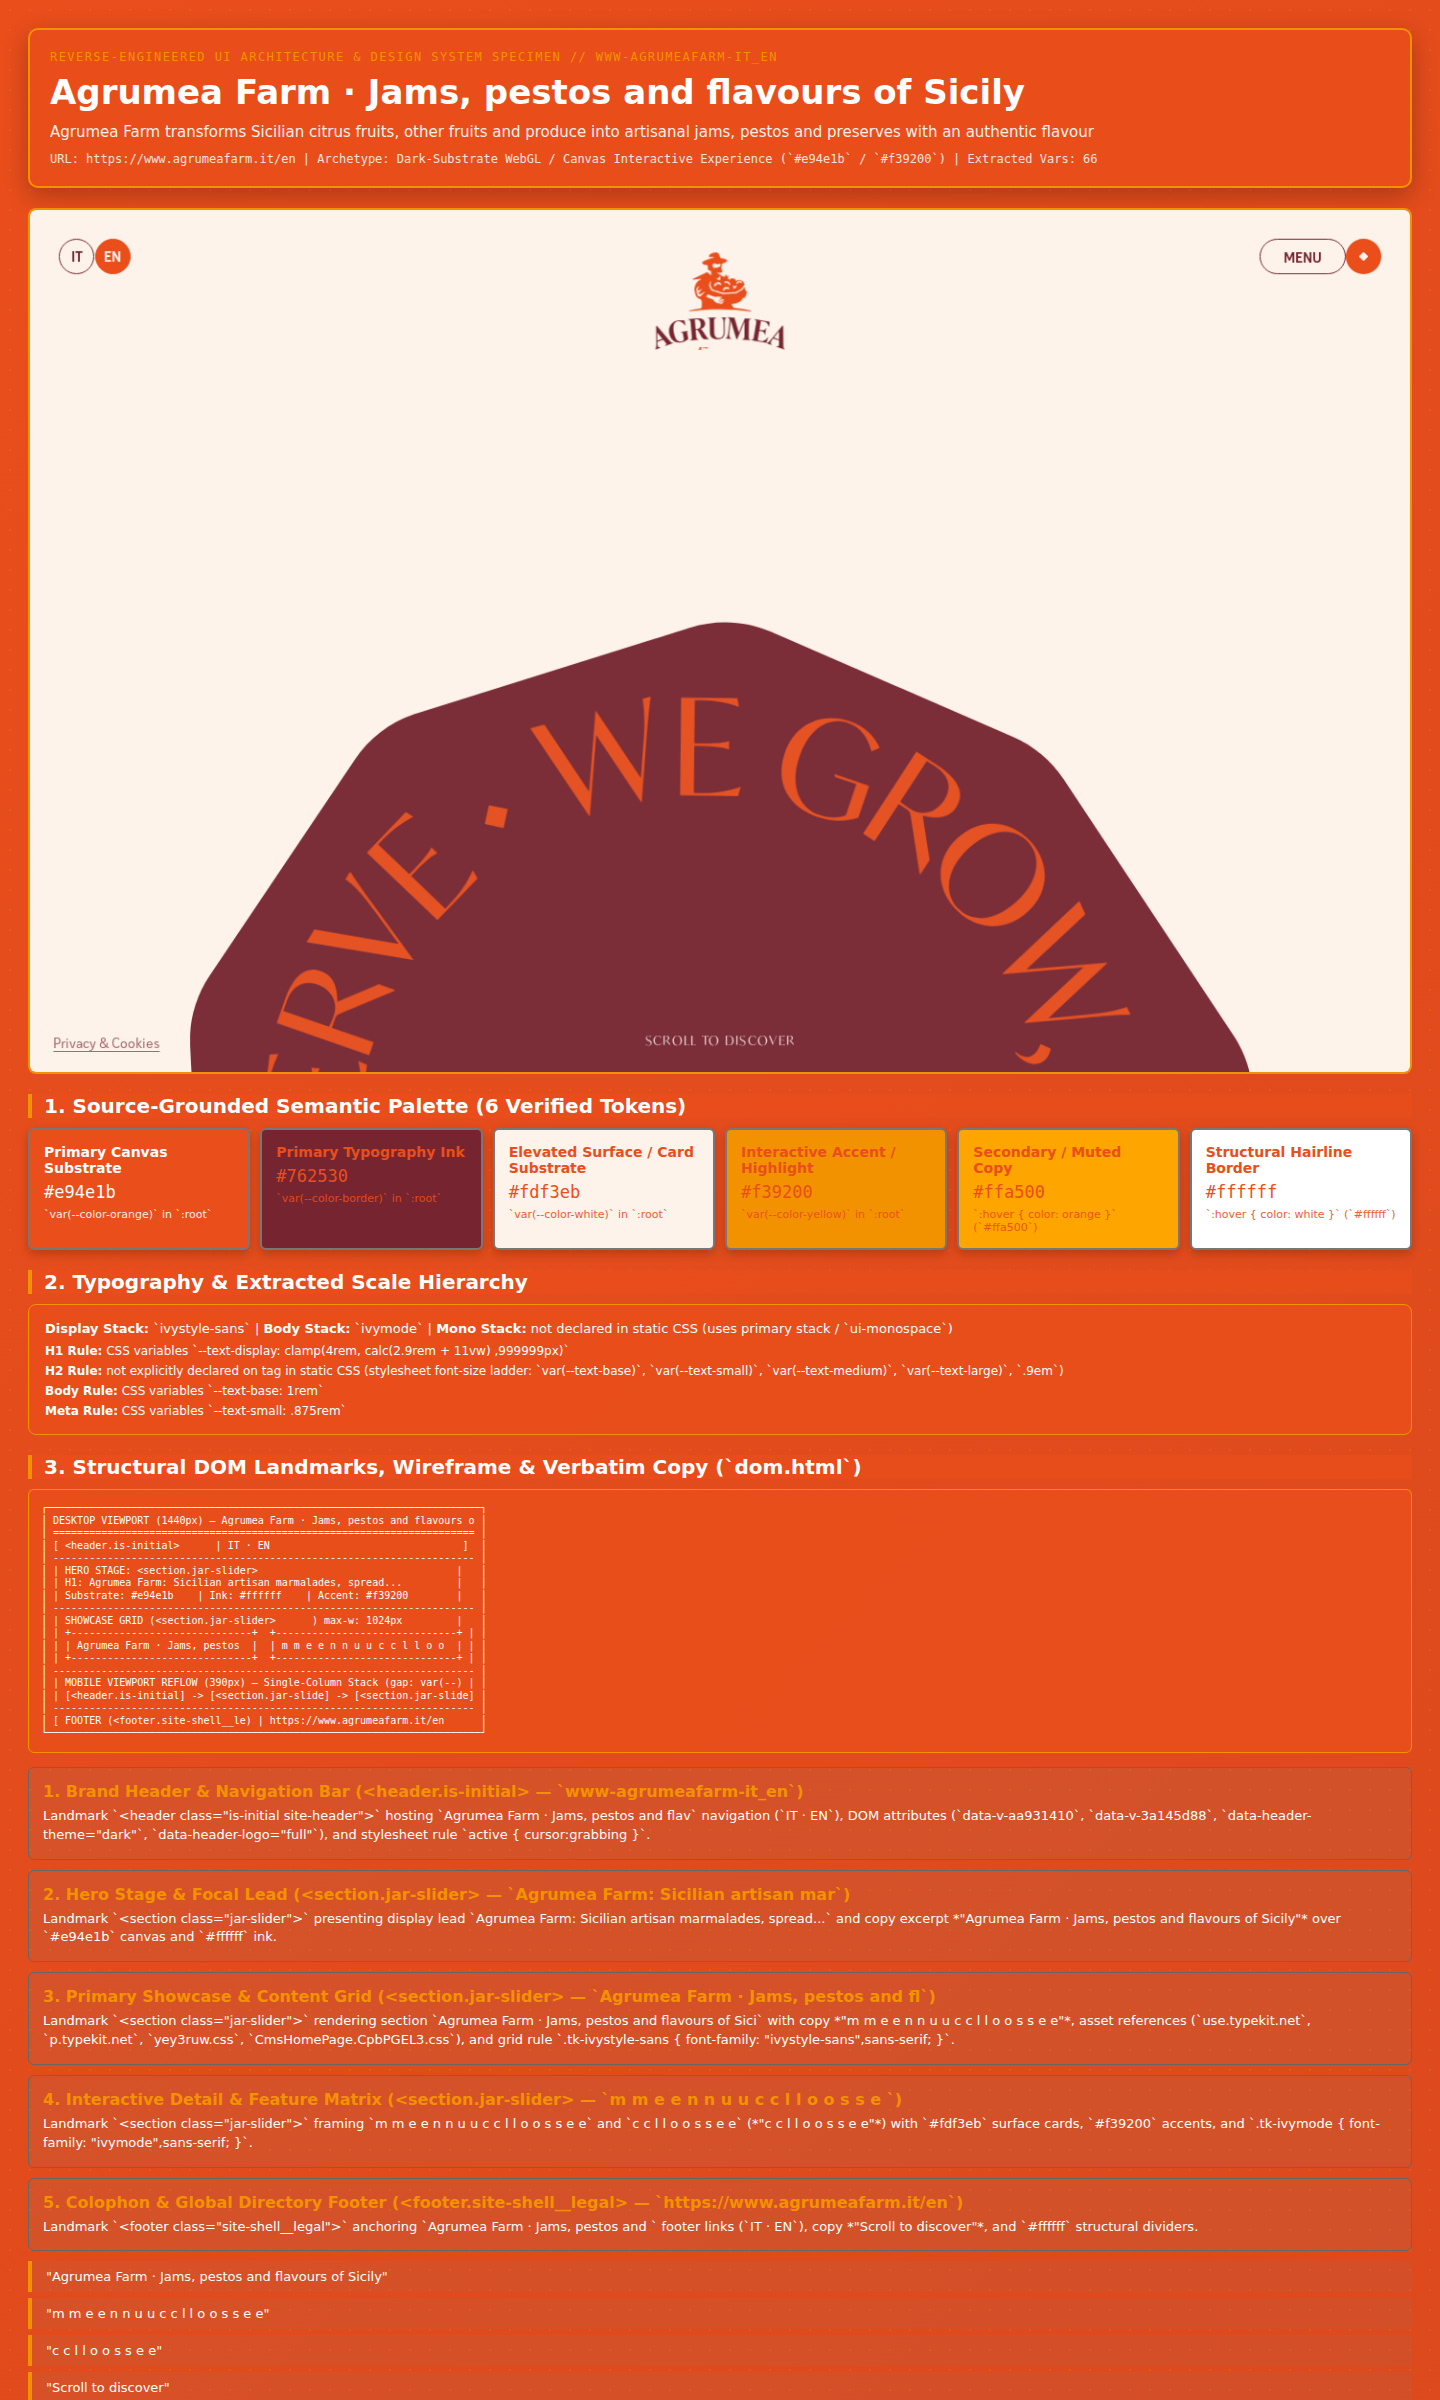 REVERSE-ENGINEERED UI ARCHITECTURE & DESIGN SYSTEM SPECIMEN // WWW-AGRUMEAFARM-IT_EN
Agrumea Farm · Jams, pestos and flavours of Sicily
Agrumea Farm transforms Sicilian citrus fruits, other fruits and produce into artisanal jams, pestos and preserves with an authentic flavour
URL: https://www.agrumeafarm.it/en | Archetype: Dark-Substrate WebGL / Canvas Interactive Experience (`#e94e1b` / `#f39200`) | Extracted Vars: 66
IT EN
MENU
AGRUMEA
ERVE · WE GROW,
Privacy & Cookies
SCROLL TO DISCOVER
1. Source-Grounded Semantic Palette (6 Verified Tokens)
Primary Canvas
Substrate
#e94e1b
`var(--color-orange)` in `:root`
Primary Typography Ink
#762530
`var(--color-border)` in `:root`
Elevated Surface / Card
Substrate
#fdf3eb
`var(--color-white)` in `:root`
Interactive Accent /
Highlight
#f39200
`var(--color-yellow)` in `:root`
Secondary / Muted
Copy
#ffa500
`:hover { color: orange }`
(`#ffa500`)
Structural Hairline
Border
#ffffff
`:hover { color: white }` (`#ffffff`)
2. Typography & Extracted Scale Hierarchy
Display Stack: `ivystyle-sans` | Body Stack: `ivymode` | Mono Stack: not declared in static CSS (uses primary stack / `ui-monospace`)
H1 Rule: CSS variables `--text-display: clamp(4rem, calc(2.9rem + 11vw) ,999999px)`
H2 Rule: not explicitly declared on tag in static CSS (stylesheet font-size ladder: `var(--text-base)`, `var(--text-small)`, `var(--text-medium)`, `var(--text-large)`, `.9em`)
Body Rule: CSS variables `--text-base: 1rem`
Meta Rule: CSS variables `--text-small: .875rem`
3. Structural DOM Landmarks, Wireframe & Verbatim Copy (`dom.html`)
DESKTOP VIEWPORT (1440px) — Agrumea Farm · Jams, pestos and flavours o
======================================================================
[ <header.is-initial> | IT · EN ]
----------------------------------------------------------------------
| HERO STAGE: <section.jar-slider> |
| H1: Agrumea Farm: Sicilian artisan marmalades, spread... |
| Substrate: #e94e1b | Ink: #ffffff | Accent: #f39200 |
----------------------------------------------------------------------
| SHOWCASE GRID (<section.jar-slider> ) max-w: 1024px |
| +------------------------------+ +------------------------------+ |
| | Agrumea Farm · Jams, pestos | | m m e e n n u u c c l l o o | |
| +------------------------------+ +------------------------------+ |
----------------------------------------------------------------------
| MOBILE VIEWPORT REFLOW (390px) — Single-Column Stack (gap: var(--) |
| [<header.is-initial] -> [<section.jar-slide] -> [<section.jar-slide]
----------------------------------------------------------------------
[ FOOTER (<footer.site-shell__le) | https://www.agrumeafarm.it/en
1. Brand Header & Navigation Bar (<header.is-initial> — `www-agrumeafarm-it_en`)
Landmark `<header class="is-initial site-header">` hosting `Agrumea Farm · Jams, pestos and flav` navigation (`IT · EN`), DOM attributes (`data-v-aa931410`, `data-v-3a145d88`, `data-header-
theme="dark"`, `data-header-logo="full"`), and stylesheet rule `active { cursor:grabbing }`.
2. Hero Stage & Focal Lead (<section.jar-slider> — `Agrumea Farm: Sicilian artisan mar`)
Landmark `<section class="jar-slider">` presenting display lead `Agrumea Farm: Sicilian artisan marmalades, spread...` and copy excerpt *"Agrumea Farm · Jams, pestos and flavours of Sicily"* over
`#e94e1b` canvas and `#ffffff` ink.
3. Primary Showcase & Content Grid (<section.jar-slider> — `Agrumea Farm · Jams, pestos and fl`)
Landmark `<section class="jar-slider">` rendering section `Agrumea Farm · Jams, pestos and flavours of Sici` with copy *"m m e e n n u u c c l l o o s s e e"*, asset references (`use.typekit.net`,
`p.typekit.net`, `yey3ruw.css`, `CmsHomePage.CpbPGEL3.css`), and grid rule `.tk-ivystyle-sans { font-family: "ivystyle-sans",sans-serif; }`.
4. Interactive Detail & Feature Matrix (<section.jar-slider> — `m m e e n n u u c c l l o o s s e `)
Landmark `<section class="jar-slider">` framing `m m e e n n u u c c l l o o s s e e` and `c c l l o o s s e e` (*"c c l l o o s s e e"*) with `#fdf3eb` surface cards, `#f39200` accents, and `.tk-ivymode { font-
family: "ivymode",sans-serif; }`.
5. Colophon & Global Directory Footer (<footer.site-shell__legal> — `https://www.agrumeafarm.it/en`)
Landmark `<footer class="site-shell__legal">` anchoring `Agrumea Farm · Jams, pestos and ` footer links (`IT · EN`), copy *"Scroll to discover"*, and `#ffffff` structural dividers.
"Agrumea Farm · Jams, pestos and flavours of Sicily"
"m m e e n n u u c c l l o o s s e e"
"c c l l o o s s e e"
"Scroll to discover"